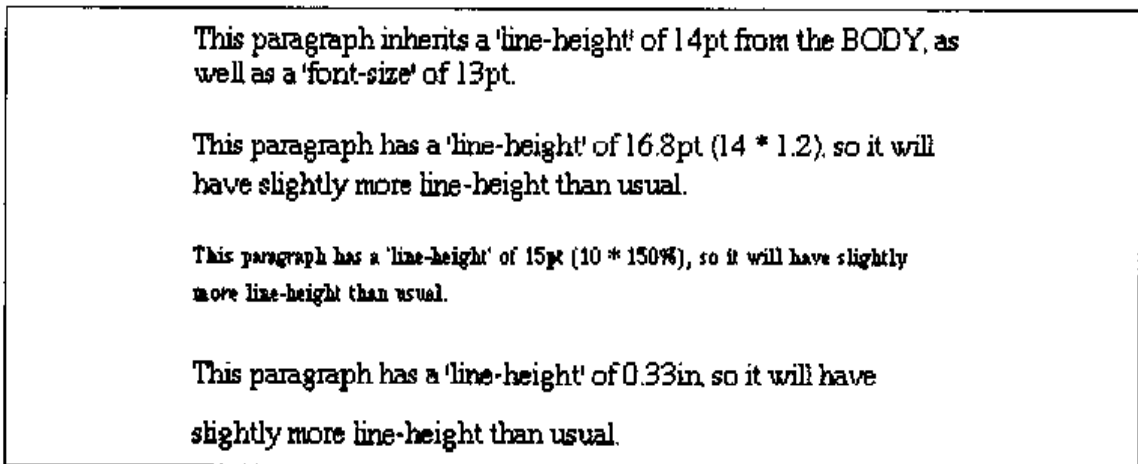 This paragraph inherits a 'line-height' of 14pt from the BODY, as
well as a 'font-size' of 13pt.
This paragraph has a 'line-height' of 16.8pt (14 * 1.2), so it will
have slightly more line-height than usual.
This paragraph has a 'line-height' of 15pt (10 * 150%), so it will have slightly
more line-height than usual.
This paragraph has a 'line-height' of 0.33in, so it will have
slightly more line-height than usual.